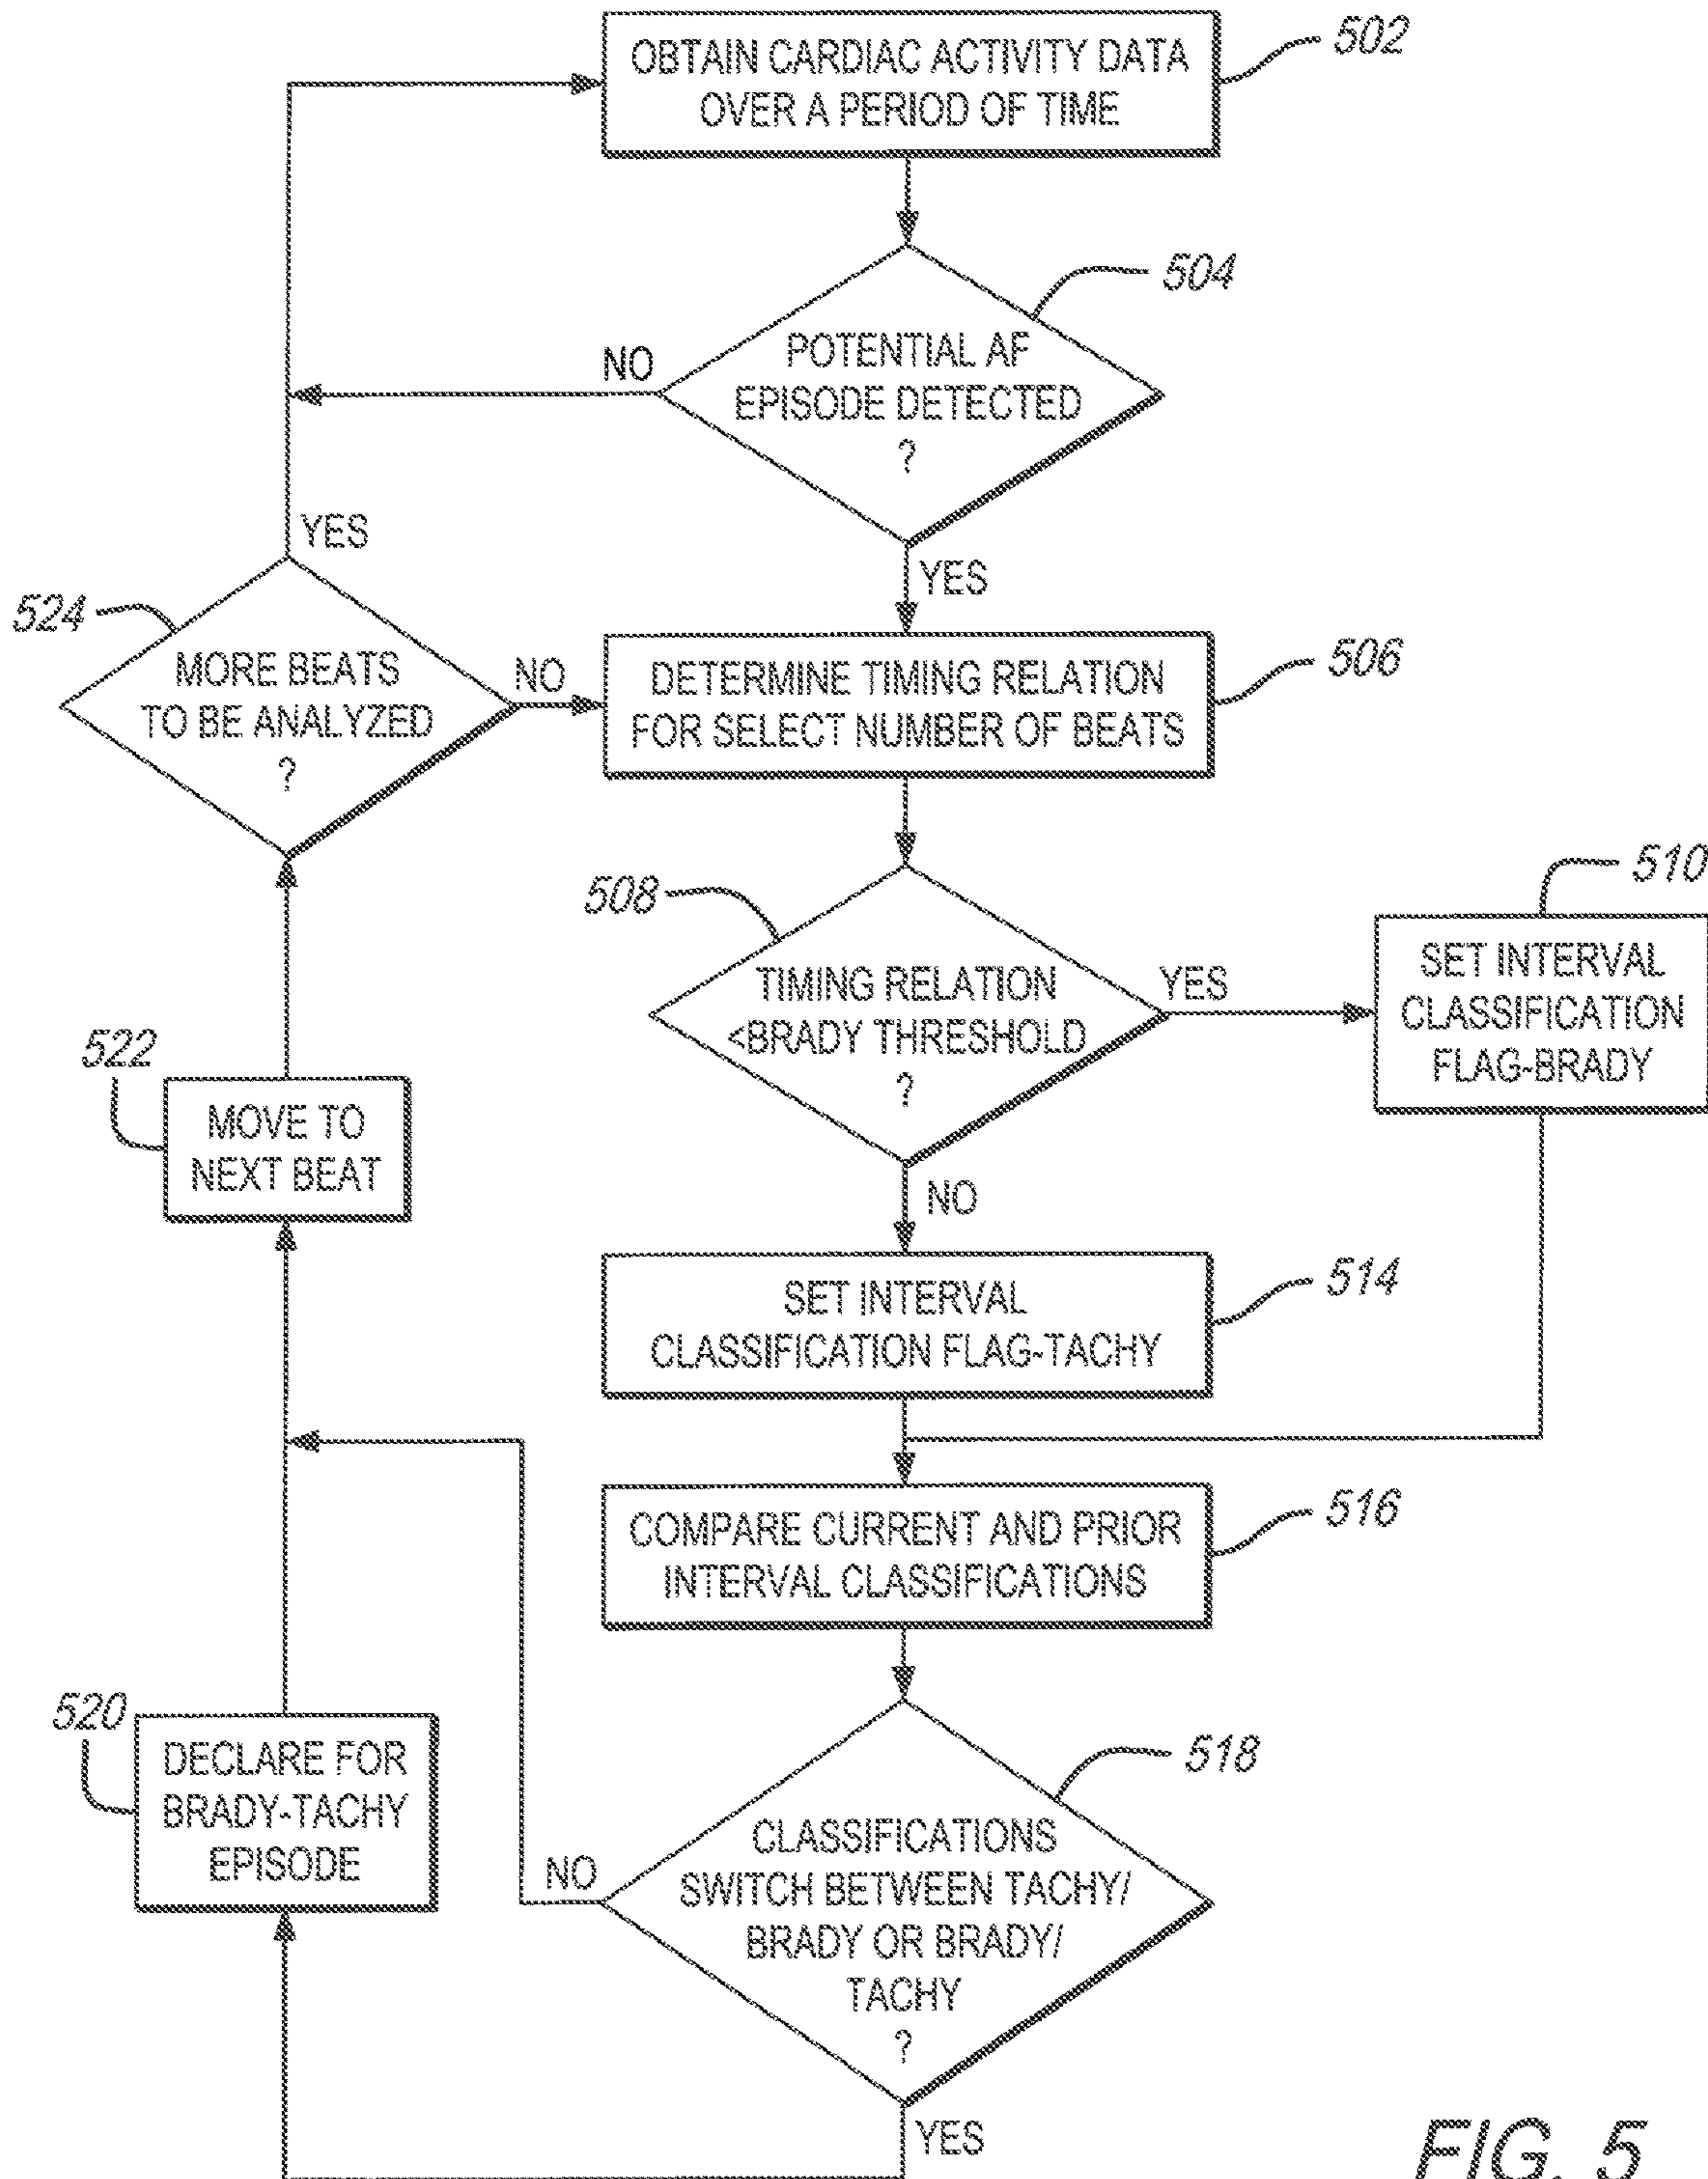 OBTAIN CARDIAC ACTIVITY DATA
OVER A PERIOD OF TIME
502
POTENTIAL AF
EPISODE DETECTED
?
504
NO
YES
YES
524
MORE BEATS
TO BE ANALYZED
?
NO
DETERMINE TIMING RELATION
FOR SELECT NUMBER OF BEATS
506
508
TIMING RELATION
<BRADY THRESHOLD
?
YES
510
SET INTERVAL
CLASSIFICATION
FLAG-BRADY
522
MOVE TO
NEXT BEAT
NO
SET INTERVAL
CLASSIFICATION FLAG-TACHY
514
COMPARE CURRENT AND PRIOR
INTERVAL CLASSIFICATIONS
516
520
DECLARE FOR
BRADY-TACHY
EPISODE
518
CLASSIFICATIONS
SWITCH BETWEEN TACHY/
BRADY OR BRADY/
TACHY
?
NO
YES
FIG. 5